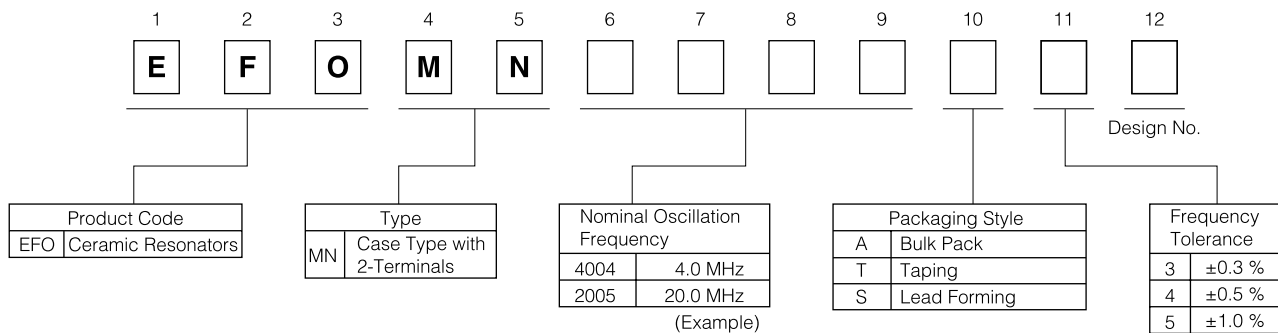 1 2 3 4 5 6 7 8 9 10 11 12
E F O M N
Design No.
Product Code
EFO Ceramic Resonators
Type
MN Case Type with
2-Terminals
Nominal Oscillation
Frequency
4004 4.0 MHz
2005 20.0 MHz
(Example)
Packaging Style
A Bulk Pack
T Taping
S Lead Forming
Frequency
Tolerance
3 ±0.3 %
4 ±0.5 %
5 ±1.0 %